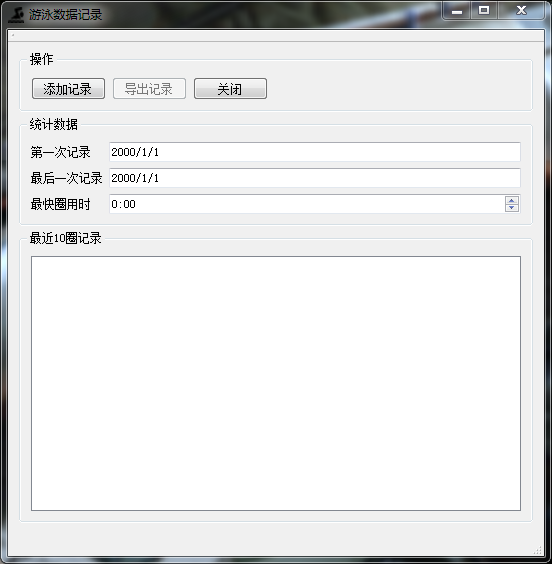 游泳数据记录
操作
添加记录 导出记录 关闭
统计数据
第一次记录 2000/1/1
最后一次记录 2000/1/1
最快圈用时 0:00
最近10圈记录